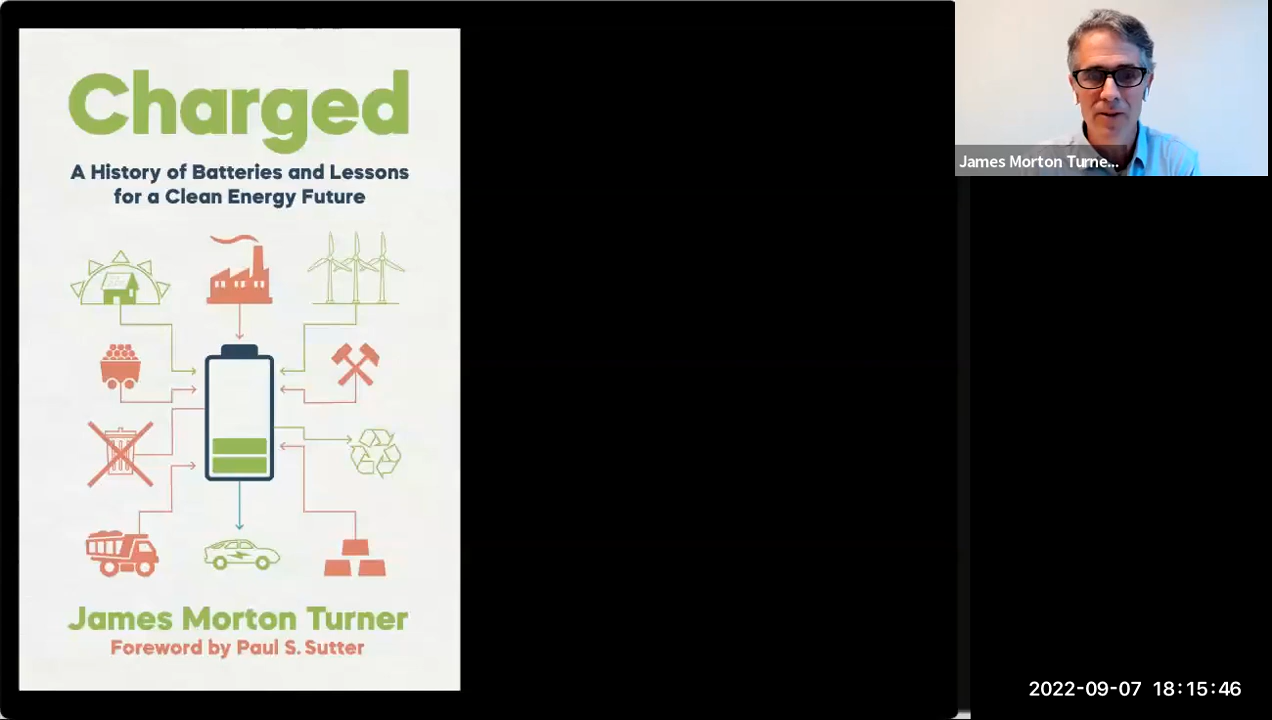 Charged
A History of Batteries and Lessons
for a Clean Energy Future
James Morton Turner
Foreword by Paul S. Sutter
James Morton Turne...
2022-09-07 18:15:46